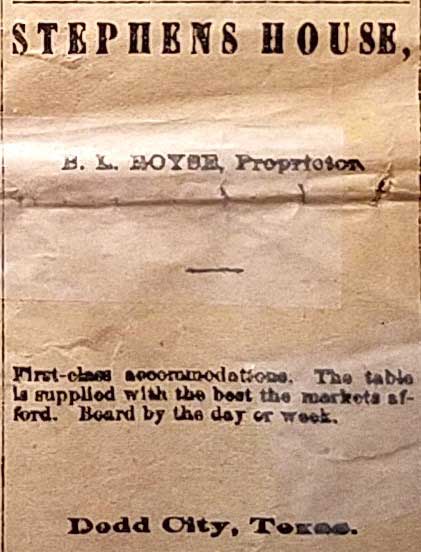 STEPHENS HOUSE,
Proprietor
First-class accommodations. The table
is supplied with the best the markets af-
ford. Board by the day or week.
Dodd City, Texas.